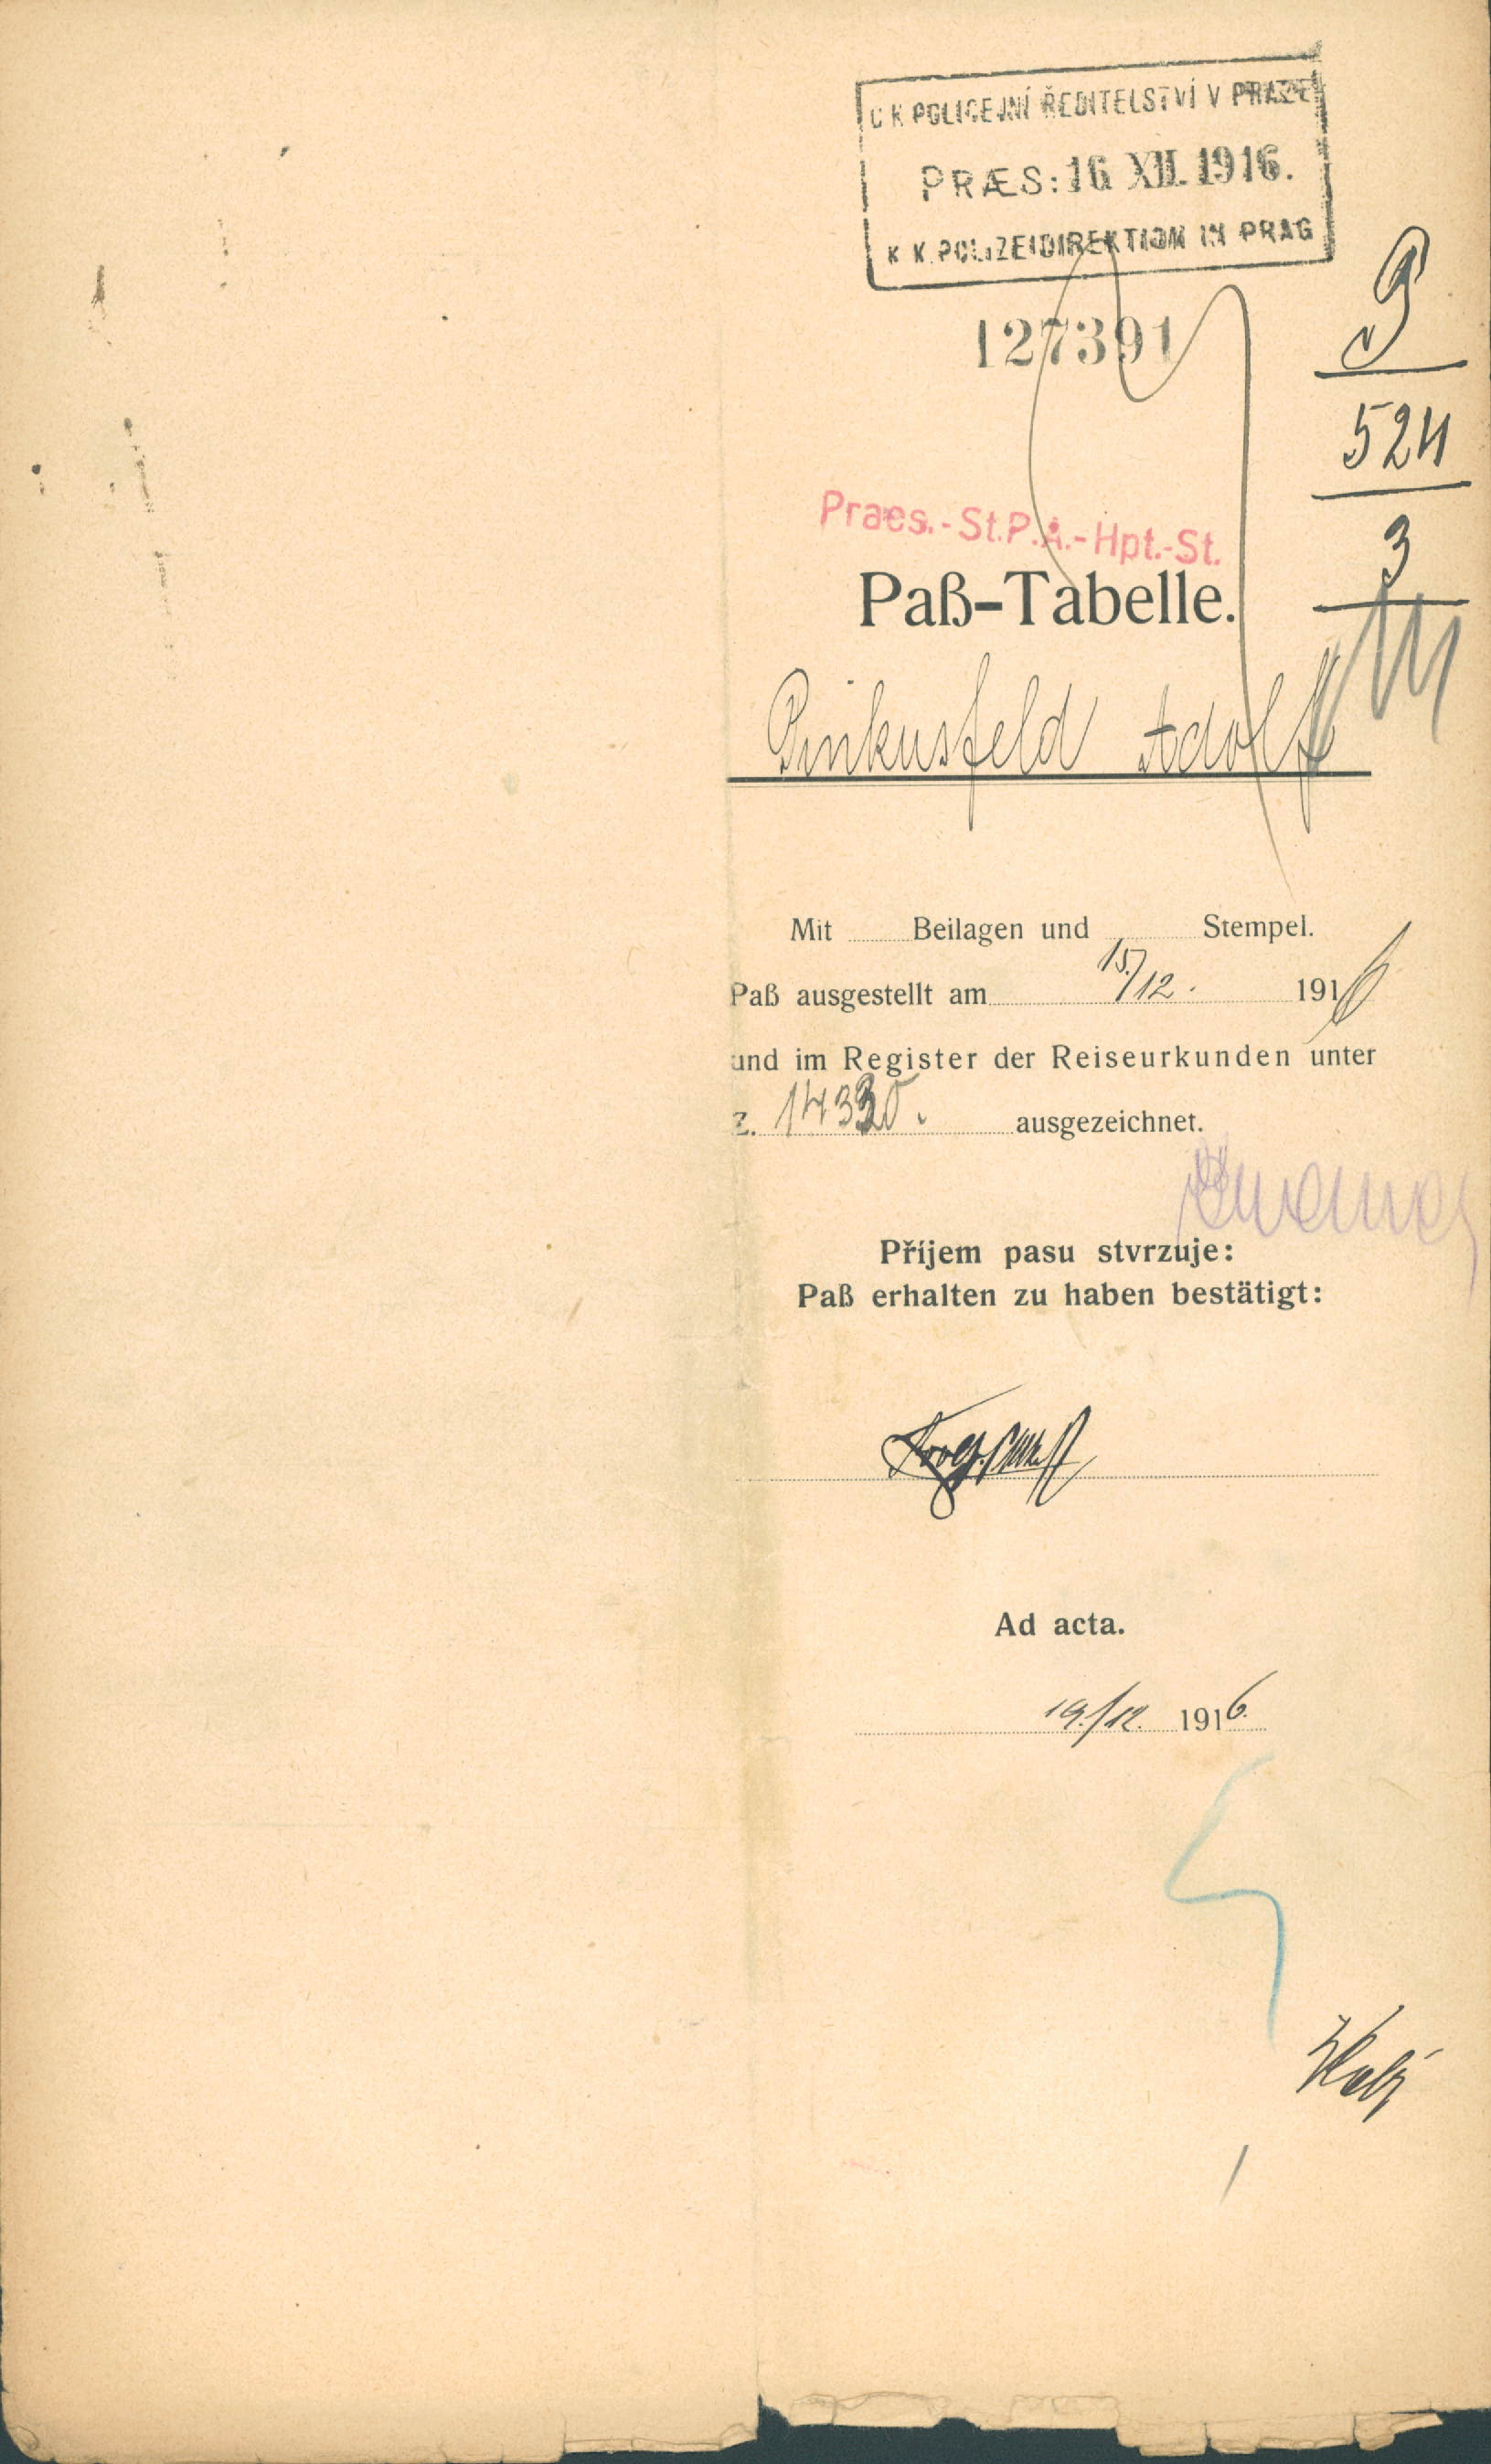 C K POLICEJNÍ ŘEDITELSTVÍ V PRAZE
PRÆS: 16 XII. 1916.
K K POLIZEIDIREKTION IN PRAG
127391
P
524
3
Praes.-St.P.A.-Hpt.-St.
Paß-Tabelle.
Pinkusfeld Adolf
Mit Beilagen und Stempel.
Paß ausgestellt am 15./12. 1916
und im Register der Reiseurkunden unter
Z. 14330. ausgezeichnet.
Příjem pasu stvrzuje:
Paß erhalten zu haben bestätigt:
Ad acta.
19./12. 1916.